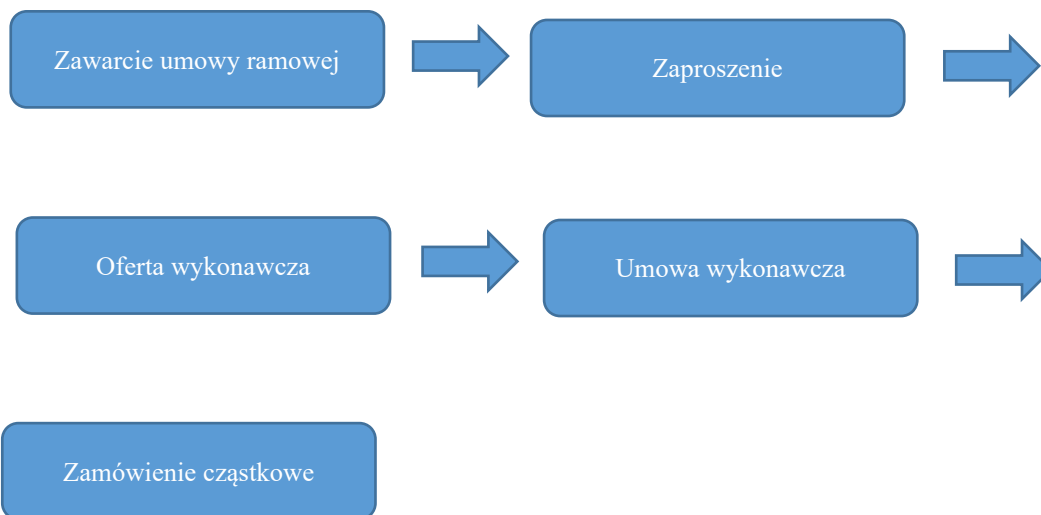 Zawarcie umowy ramowej
Zaproszenie
Oferta wykonawcza
Umowa wykonawcza
Zamówienie cząstkowe